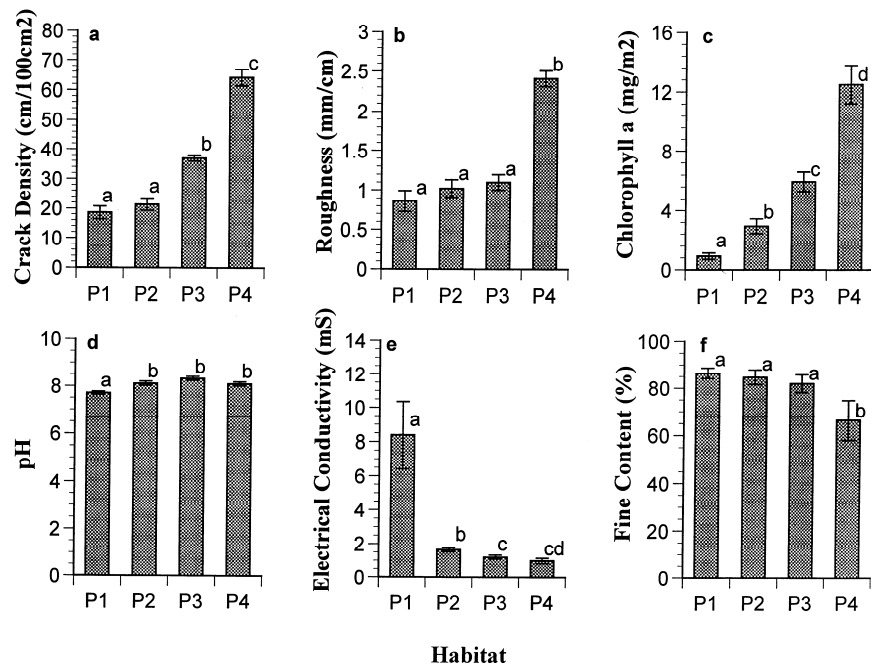 a
Crack Density (cm/100cm2)
80
70
60
50
40
30
20
10
0
a
a
b
c
P1 P2 P3 P4
b
Roughness (mm/cm)
3
2.5
2
1.5
1
0.5
0
a
a
a
b
P1 P2 P3 P4
c
Chlorophyll a (mg/m2)
16
12
8
4
0
a
b
c
d
P1 P2 P3 P4
d
pH
10
8
6
4
2
0
a
b
b
b
P1 P2 P3 P4
e
Electrical Conductivity (mS)
14
12
10
8
6
4
2
0
a
b
c
cd
P1 P2 P3 P4
f
Fine Content (%)
100
80
60
40
20
0
a
a
a
b
P1 P2 P3 P4
Habitat